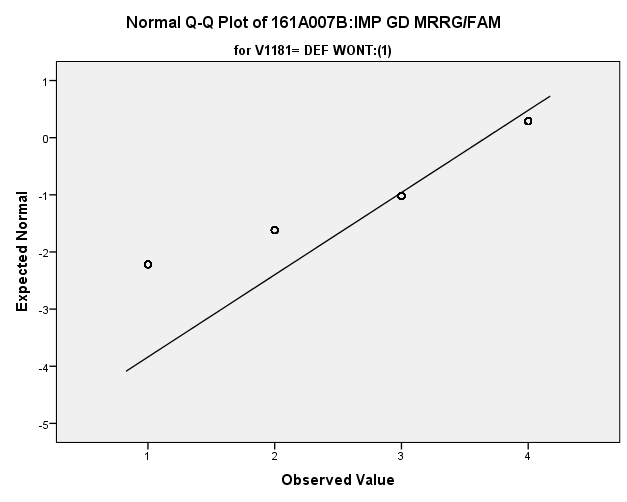 Normal Q-Q Plot of 161A007B:IMP GD MRRG/FAM
for V1181= DEF WONT:(1)
1
0
-1
-2
-3
-4
-5
Expected Normal
1 2 3 4
Observed Value